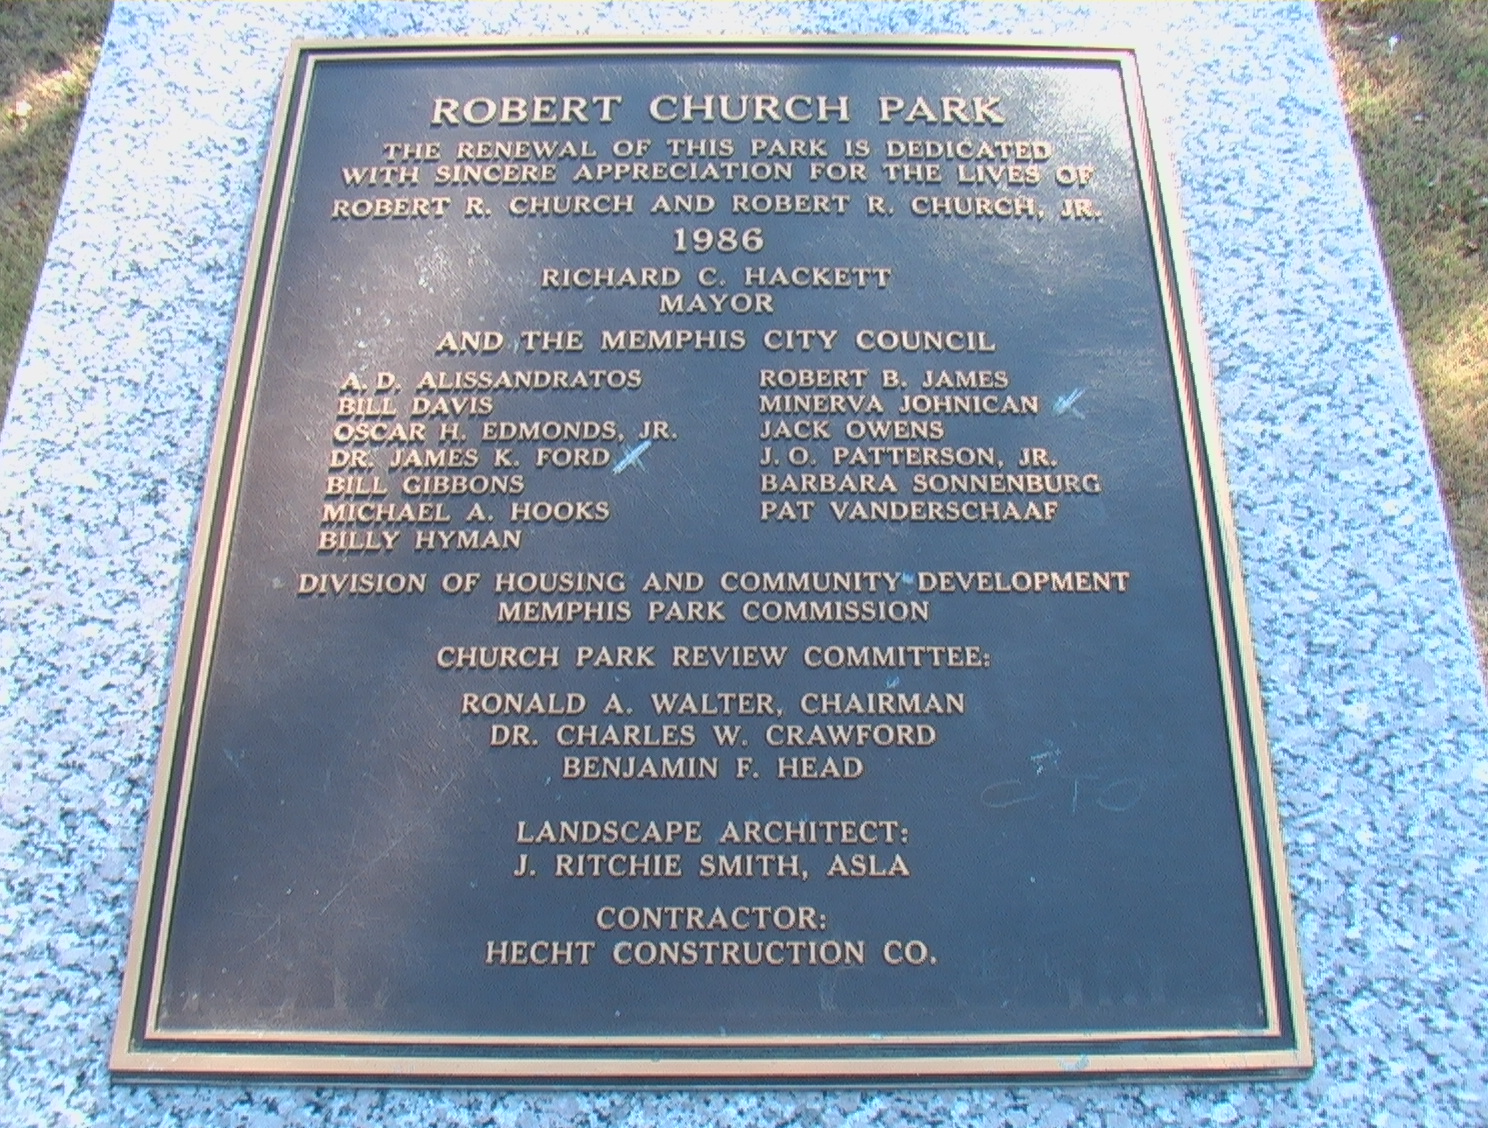 ROBERT CHURCH PARK
THE RENEWAL OF THIS PARK IS DEDICATED
WITH SINCERE APPRECIATION FOR THE LIVES OF
ROBERT R. CHURCH AND ROBERT R. CHURCH, JR.
1986
RICHARD C. HACKETT
MAYOR
AND THE MEMPHIS CITY COUNCIL
A. D. ALISSANDRATOS
BILL DAVIS
OSCAR H. EDMONDS, JR.
DR. JAMES K. FORD
BILL GIBBONS
MICHAEL A. HOOKS
BILLY HYMAN
ROBERT B. JAMES
MINERVA JOHNICAN
JACK OWENS
J. O. PATTERSON, JR.
BARBARA SONNENBURG
PAT VANDERSCHAAF
DIVISION OF HOUSING AND COMMUNITY DEVELOPMENT
MEMPHIS PARK COMMISSION
CHURCH PARK REVIEW COMMITTEE:
RONALD A. WALTER, CHAIRMAN
DR. CHARLES W. CRAWFORD
BENJAMIN F. HEAD
LANDSCAPE ARCHITECT:
J. RITCHIE SMITH, ASLA
CONTRACTOR:
HECHT CONSTRUCTION CO.